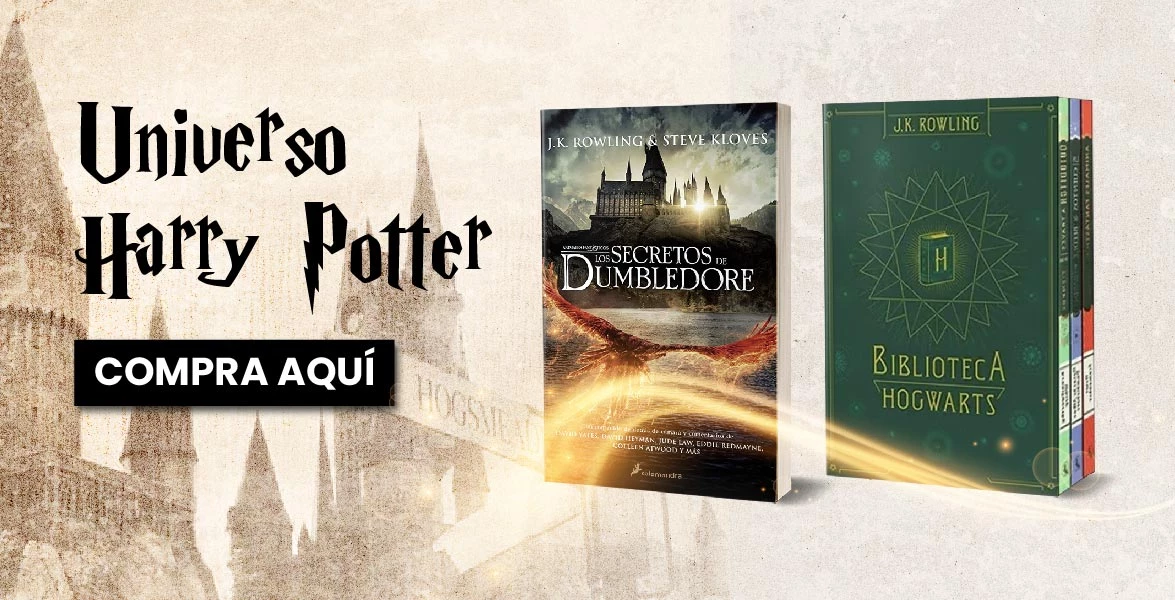 Universo
Harry Potter
COMPRA AQUÍ
HOGSMEA
J.K. ROWLING & STEVE KLOVES
LOS SECRETOS DE
DUMBLEDORE
DAVID YATES, DAVID HEYMAN, JUDE LAW, EDDIE REDMAYNE,
COLLEEN ATWOOD Y MÁS
salamandra
J.K. ROWLING
H
BIBLIOTECA
HOGWARTS